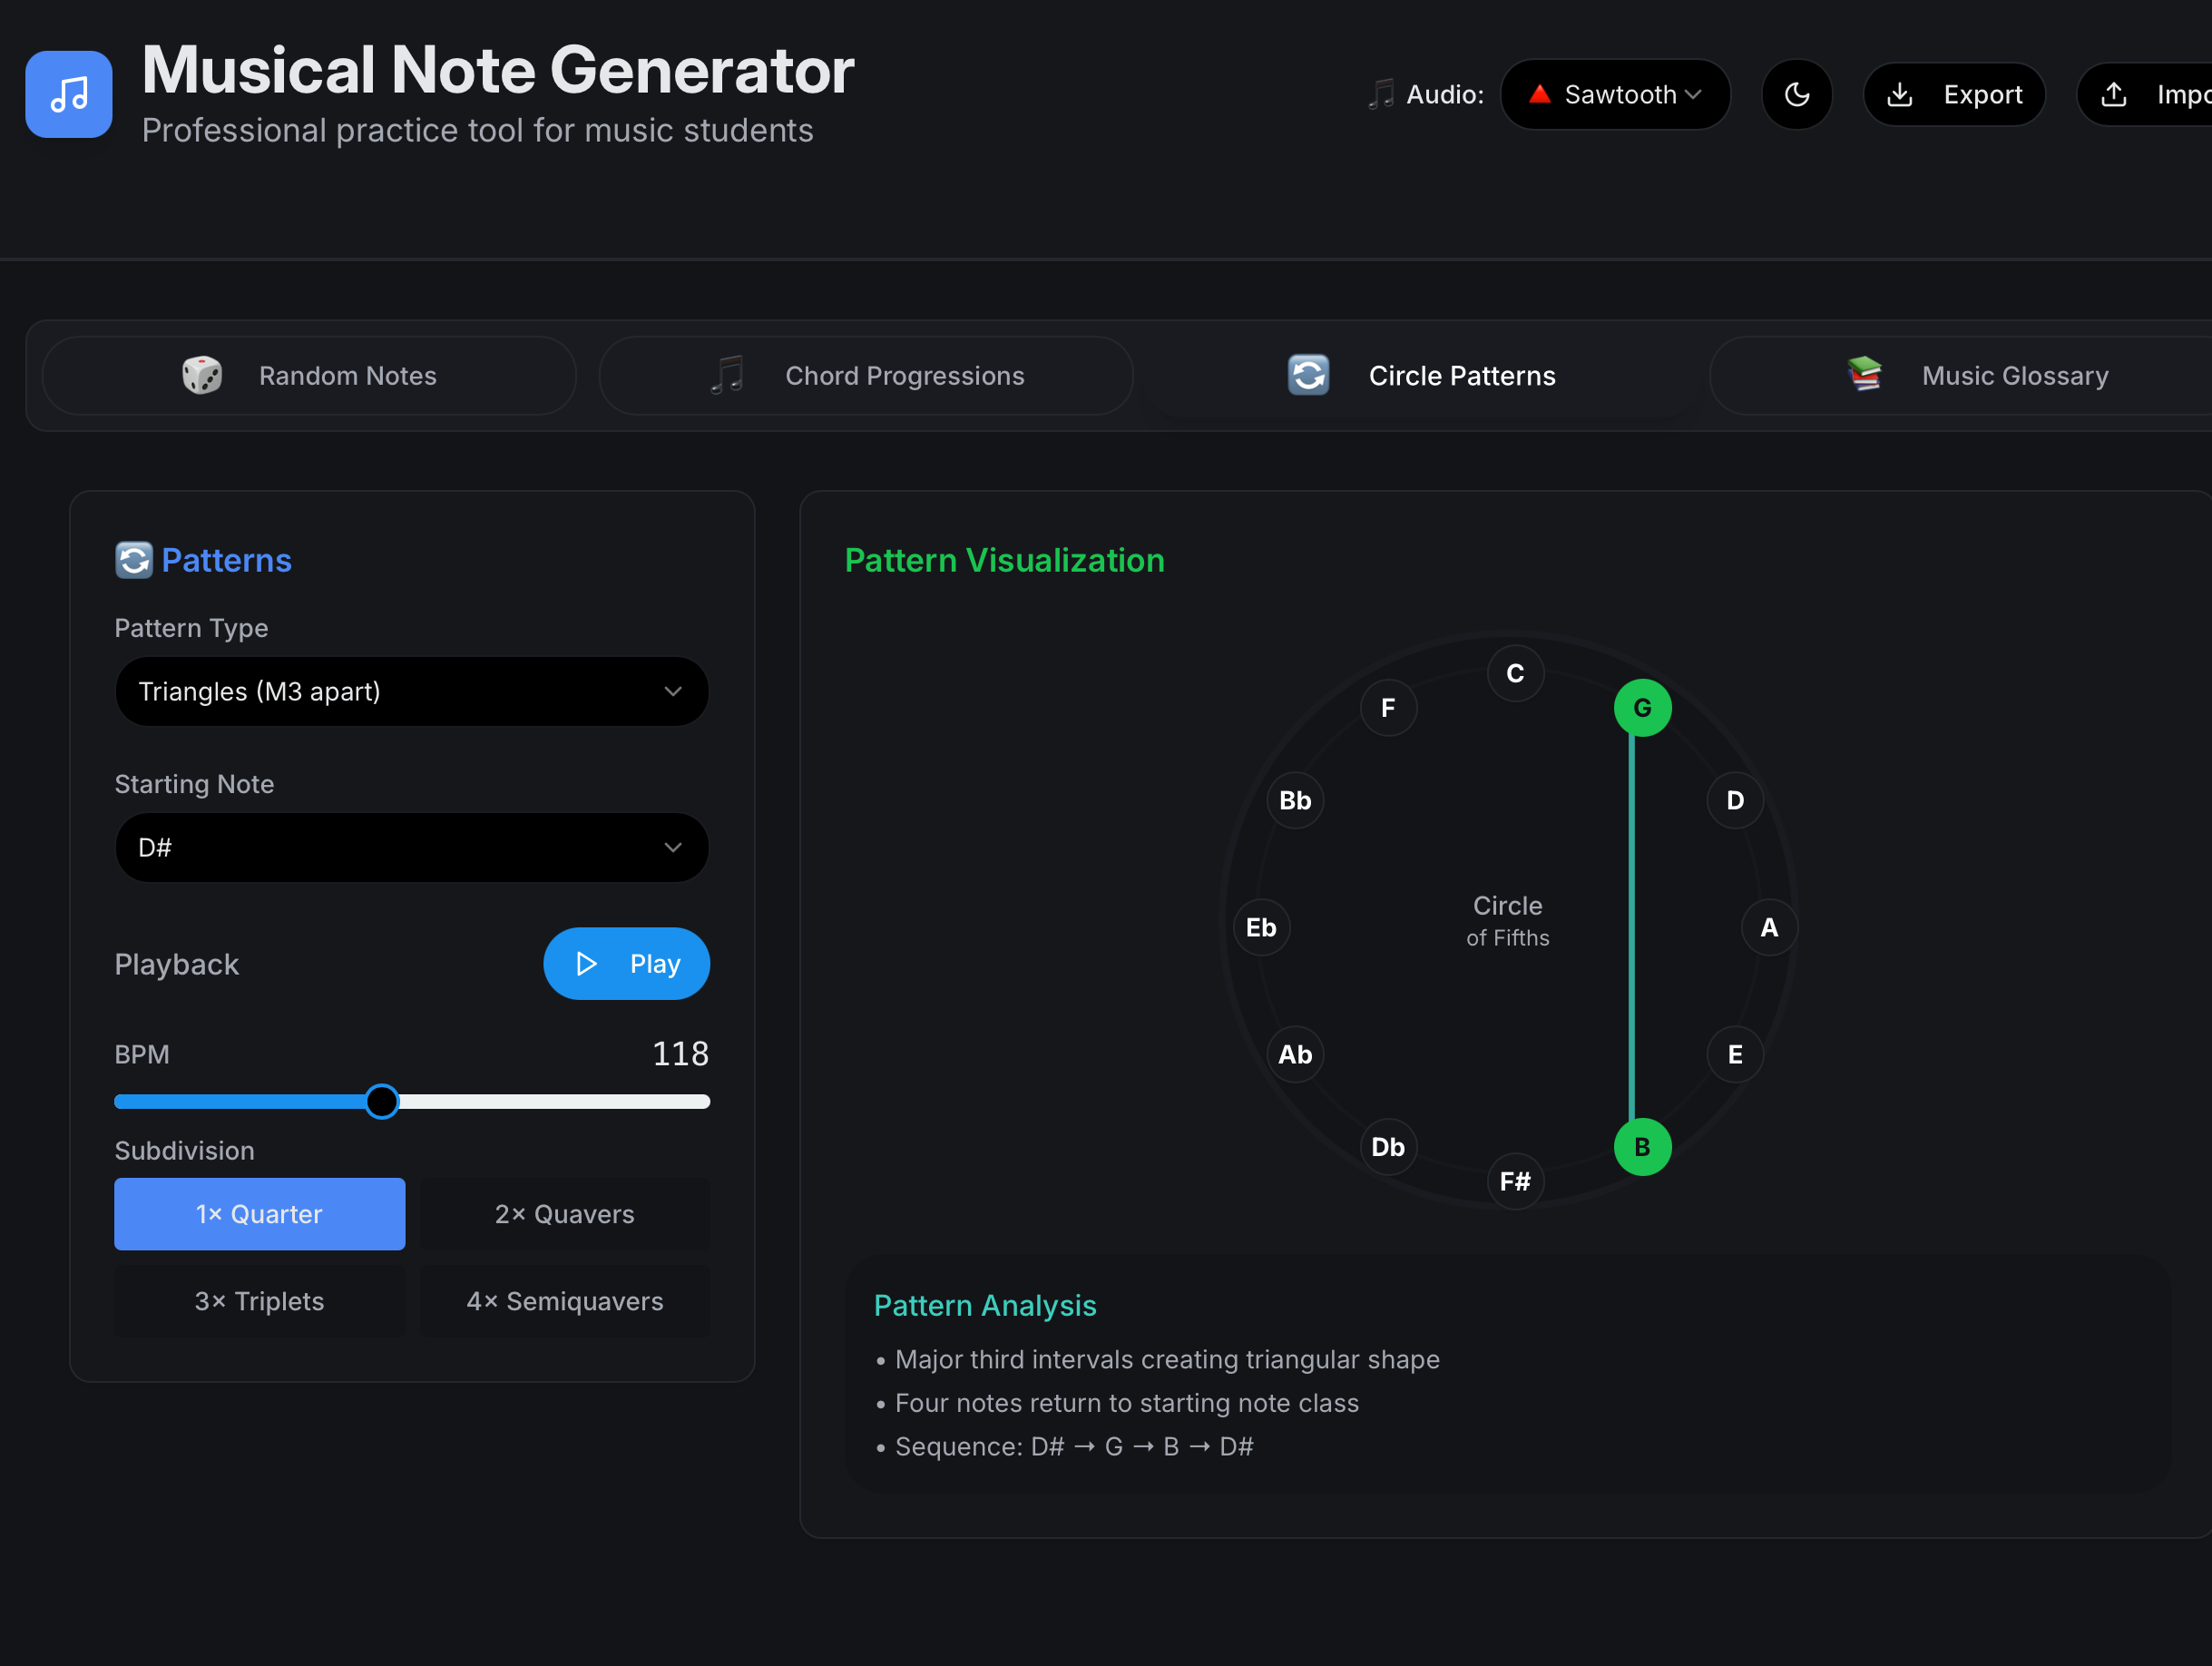 Musical Note Generator
Professional practice tool for music students
Audio:
Sawtooth
Export
Impo
Random Notes
Chord Progressions
Circle Patterns
Music Glossary
Patterns
Pattern Type
Triangles (M3 apart)
Starting Note
D#
Playback
Play
BPM
118
Subdivision
1× Quarter
2× Quavers
3× Triplets
4× Semiquavers
Pattern Visualization
C
G
D
A
E
B
F#
Db
Ab
Eb
Bb
F
Circle
of Fifths
Pattern Analysis
• Major third intervals creating triangular shape
• Four notes return to starting note class
• Sequence: D# → G → B → D#